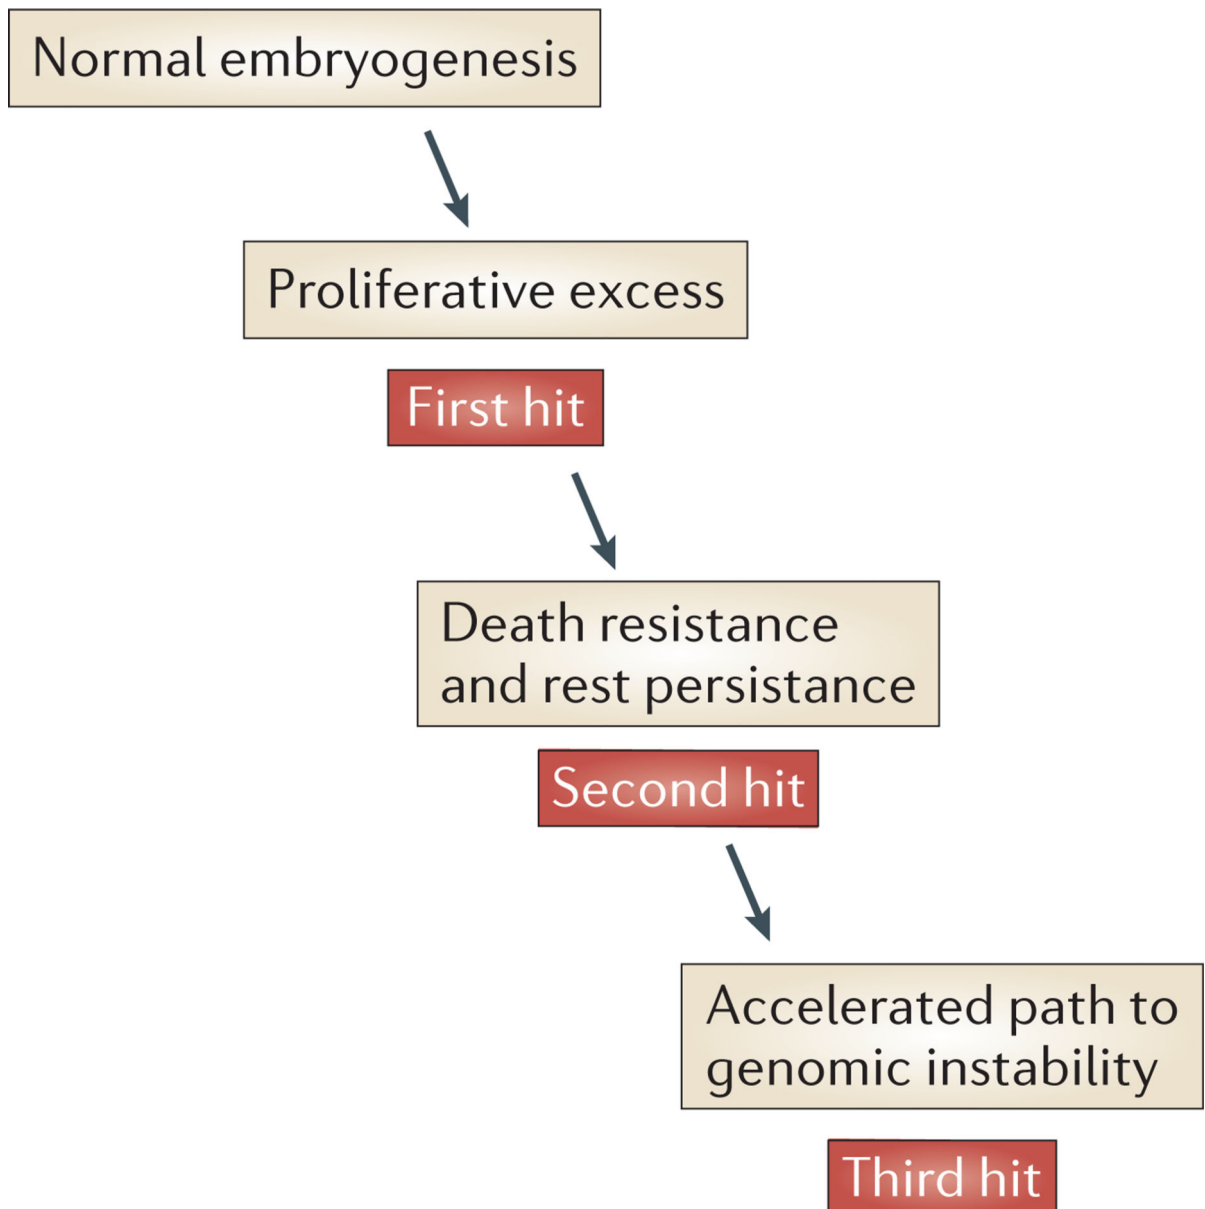 Normal embryogenesis
Proliferative excess
First hit
Death resistance
and rest persistance
Second hit
Accelerated path to
genomic instability
Third hit